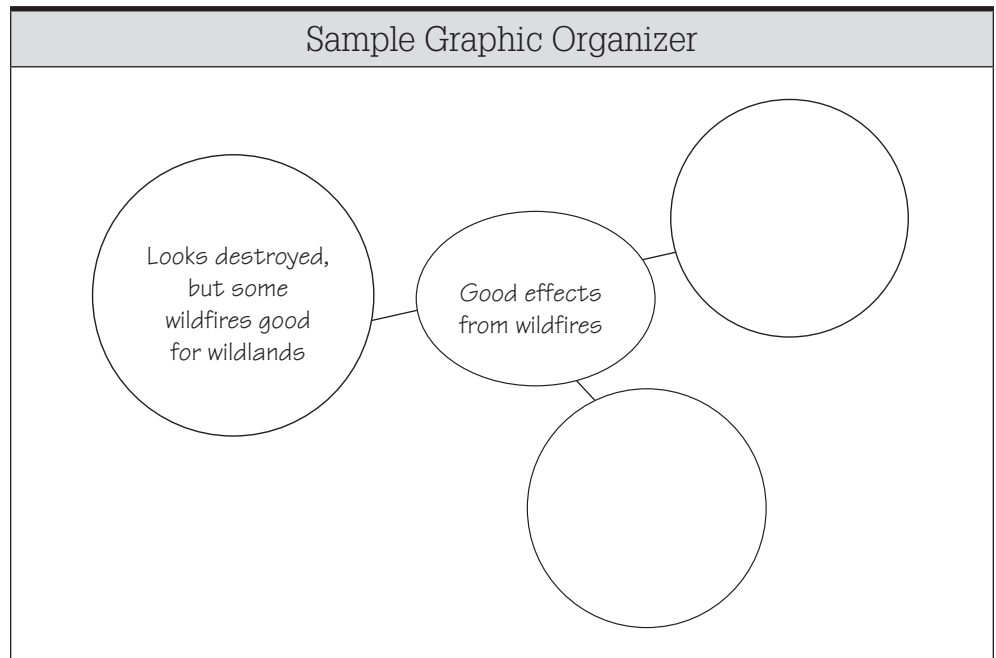 Sample Graphic Organizer
Looks destroyed,
but some
wildfires good
for wildlands
Good effects
from wildfires